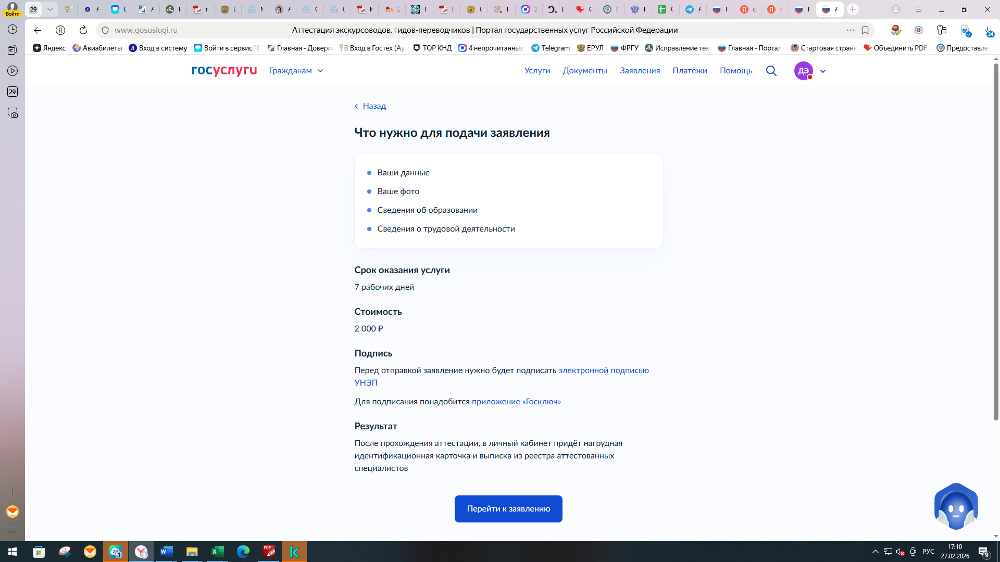 Войти
29
www.gosuslugi.ru
Аттестация экскурсоводов, гидов-переводчиков | Портал государственных услуг Российской Федерации
24
Яндекс
Авиабилеты
Вход в систему
Войти в сервис "С
Главная - Довери
Вход в Гостех (Ау
ТОР КНД
4 непрочитанных
Telegram
ЕРУЛ
ФРГУ
Исправление тек
Главная - Портал
Стартовая страни
Объединить PDF
Предоставле
29
госуслуги
Гражданам
Услуги
Документы
Заявления
Платежи
Помощь
ДЭ
Назад
Что нужно для подачи заявления
Ваши данные
Ваше фото
Сведения об образовании
Сведения о трудовой деятельности
Срок оказания услуги
7 рабочих дней
Стоимость
2 000 ₽
Подпись
Перед отправкой заявление нужно будет подписать электронной подписью
УНЭП
Для подписания понадобится приложение «Госключ»
Результат
После прохождения аттестации, в личный кабинет придёт нагрудная
идентификационная карточка и выписка из реестра аттестованных
специалистов
Перейти к заявлению
РУС
17:10
27.02.2026
9